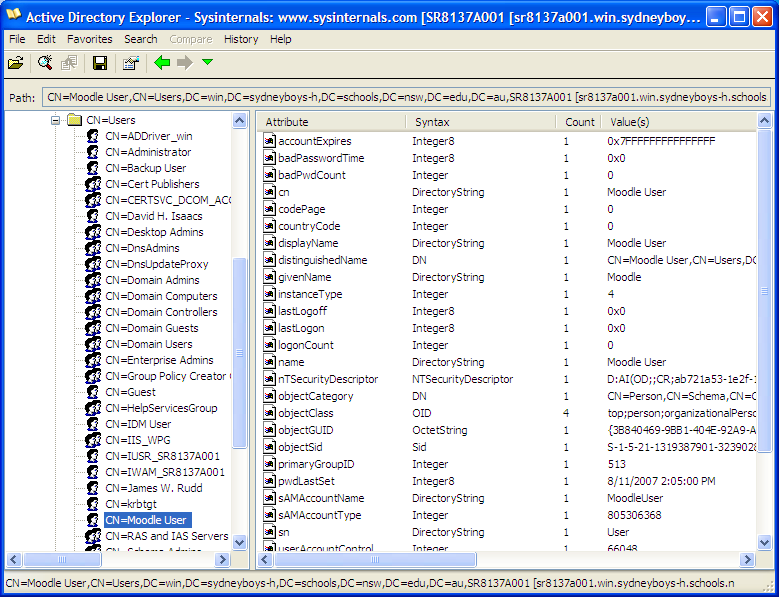 Active Directory Explorer - Sysinternals: www.sysinternals.com [SR8137A001 [sr8137a001.win.sydneyboy...
File Edit Favorites Search Compare History Help
Path: CN=Moodle User,CN=Users,DC=win,DC=sydneyboys-h,DC=schools,DC=nsw,DC=edu,DC=au,SR8137A001 [sr8137a001.win.sydneyboys-h.schools
CN=Users
CN=ADDriver_win
CN=Administrator
CN=Backup User
CN=Cert Publishers
CN=CERTSVC_DCOM_ACC
CN=David H. Isaacs
CN=Desktop Admins
CN=DnsAdmins
CN=DnsUpdateProxy
CN=Domain Admins
CN=Domain Computers
CN=Domain Controllers
CN=Domain Guests
CN=Domain Users
CN=Enterprise Admins
CN=Group Policy Creator
CN=Guest
CN=HelpServicesGroup
CN=IDM User
CN=IIS_WPG
CN=IUSR_SR8137A001
CN=IWAM_SR8137A001
CN=James W. Rudd
CN=krbtgt
CN=Moodle User
CN=RAS and IAS Servers
CN=Schema Admins
Attribute Syntax Count Value(s)
accountExpires Integer8 1 0x7FFFFFFFFFFFFFFF
badPasswordTime Integer8 1 0x0
badPwdCount Integer 1 0
cn DirectoryString 1 Moodle User
codePage Integer 1 0
countryCode Integer 1 0
displayName DirectoryString 1 Moodle User
distinguishedName DN 1 CN=Moodle User,CN=Users,DC
givenName DirectoryString 1 Moodle
instanceType Integer 1 4
lastLogoff Integer8 1 0x0
lastLogon Integer8 1 0x0
logonCount Integer 1 0
name DirectoryString 1 Moodle User
nTSecurityDescriptor NTSecurityDescriptor 1 D:AI(OD;;CR;ab721a53-1e2f-1
objectCategory DN 1 CN=Person,CN=Schema,CN=C
objectClass OID 4 top;person;organizationalPerso
objectGUID OctetString 1 {3B840469-9BB1-404E-92A9-A
objectSid Sid 1 S-1-5-21-1319387901-3239028
primaryGroupID Integer 1 513
pwdLastSet Integer8 1 8/11/2007 2:05:00 PM
sAMAccountName DirectoryString 1 MoodleUser
sAMAccountType Integer 1 805306368
sn DirectoryString 1 User
userAccountControl Integer 1 66048
CN=Moodle User,CN=Users,DC=win,DC=sydneyboys-h,DC=schools,DC=nsw,DC=edu,DC=au,SR8137A001 [sr8137a001.win.sydneyboys-h.schools.n